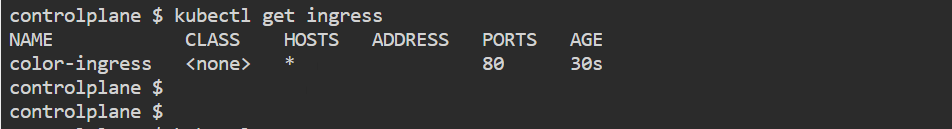 controlplane $ kubectl get ingress
NAME            CLASS    HOSTS   ADDRESS   PORTS   AGE
color-ingress   <none>   *                 80      30s
controlplane $
controlplane $